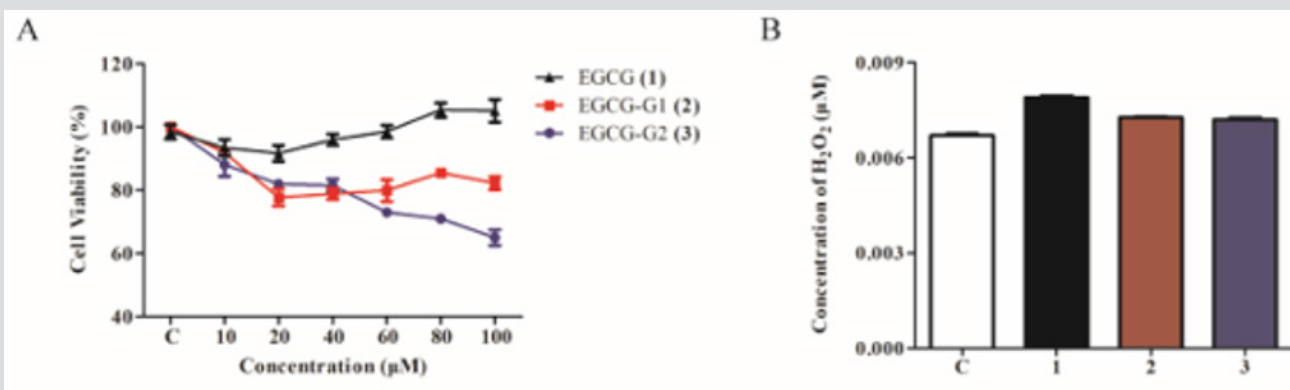 A
120
100
80
60
40
Cell Viability (%)
C 10 20 40 60 80 100
Concentration (μM)
EGCG (1)
EGCG-G1 (2)
EGCG-G2 (3)
B
0.009
0.006
0.003
0.000
Concentration of H₂O₂ (μM)
C 1 2 3